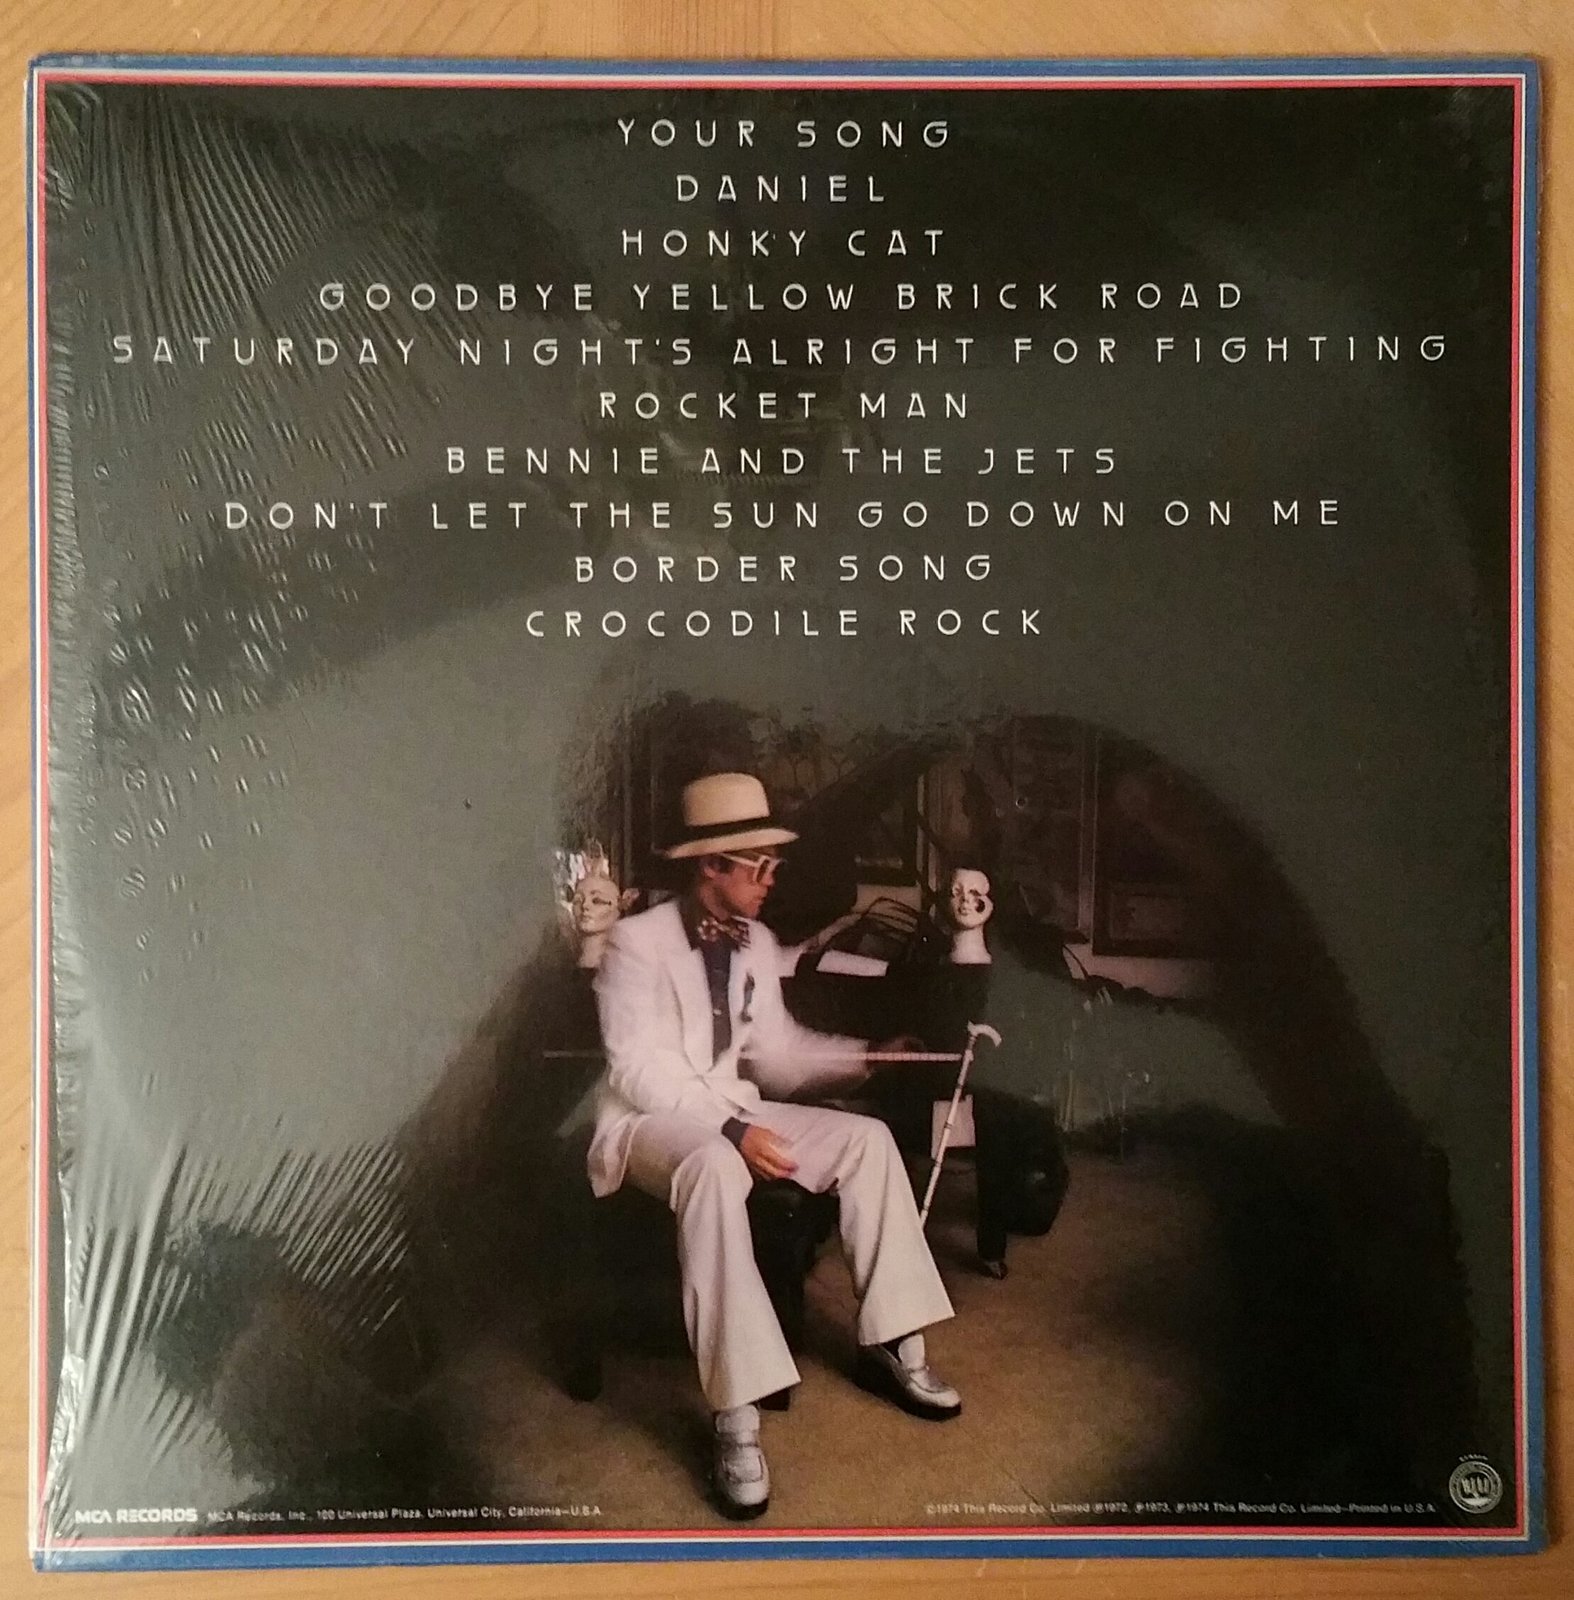 YOUR SONG
DANIEL
HONKY CAT
GOODBYE YELLOW BRICK ROAD
SATURDAY NIGHT'S ALRIGHT FOR FIGHTING
ROCKET MAN
BENNIE AND THE JETS
DON'T LET THE SUN GO DOWN ON ME
BORDER SONG
CROCODILE ROCK
MCA RECORDS MCA Records, Inc., 100 Universal Plaza, Universal City, California—U.S.A.
©1974 This Record Co. Limited ℗1972, ℗1973, ℗1974 This Record Co. Limited—Printed in U.S.A.